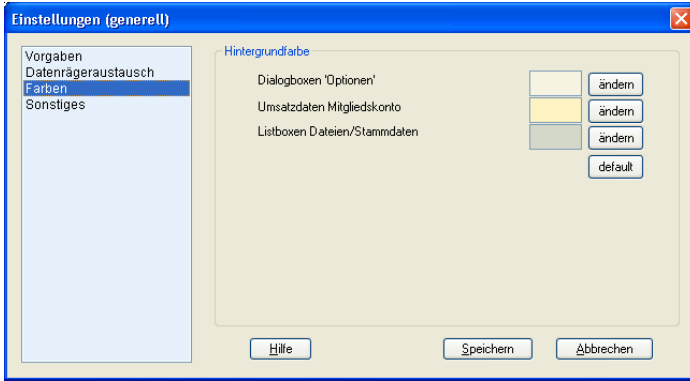 Einstellungen (generell)
Vorgaben
Datenrägeraustausch
Farben
Sonstiges
Hintergrundfarbe
Dialogboxen 'Optionen'
ändern
Umsatzdaten Mitgliedskonto
ändern
Listboxen Dateien/Stammdaten
ändern
default
Hilfe
Speichern
Abbrechen